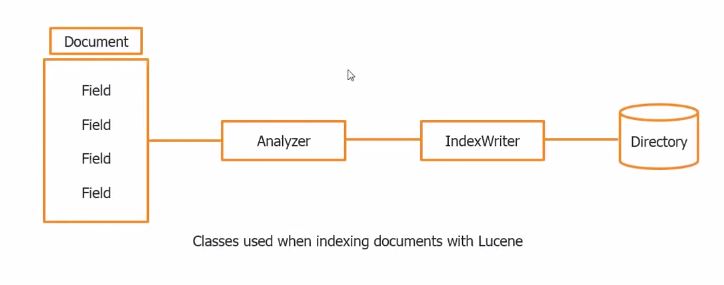 Document
Field
Field
Field
Field
Analyzer
IndexWriter
Directory
Classes used when indexing documents with Lucene